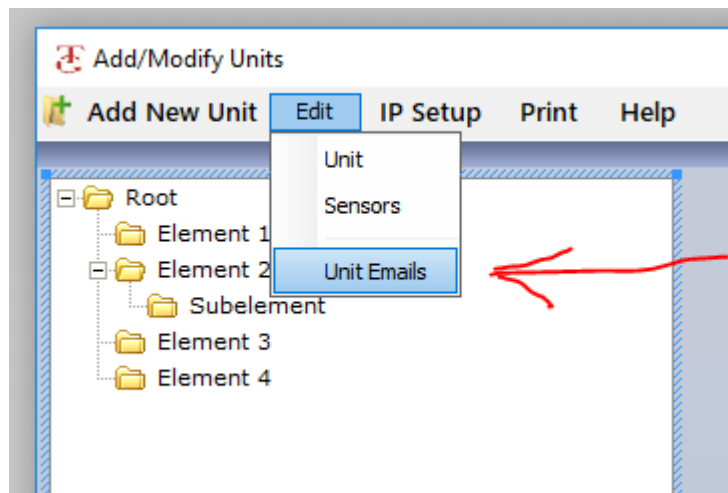 Add/Modify Units
Add New Unit Edit IP Setup Print Help
Unit
Sensors
Unit Emails
Root
Element 1
Element 2
Subelement
Element 3
Element 4